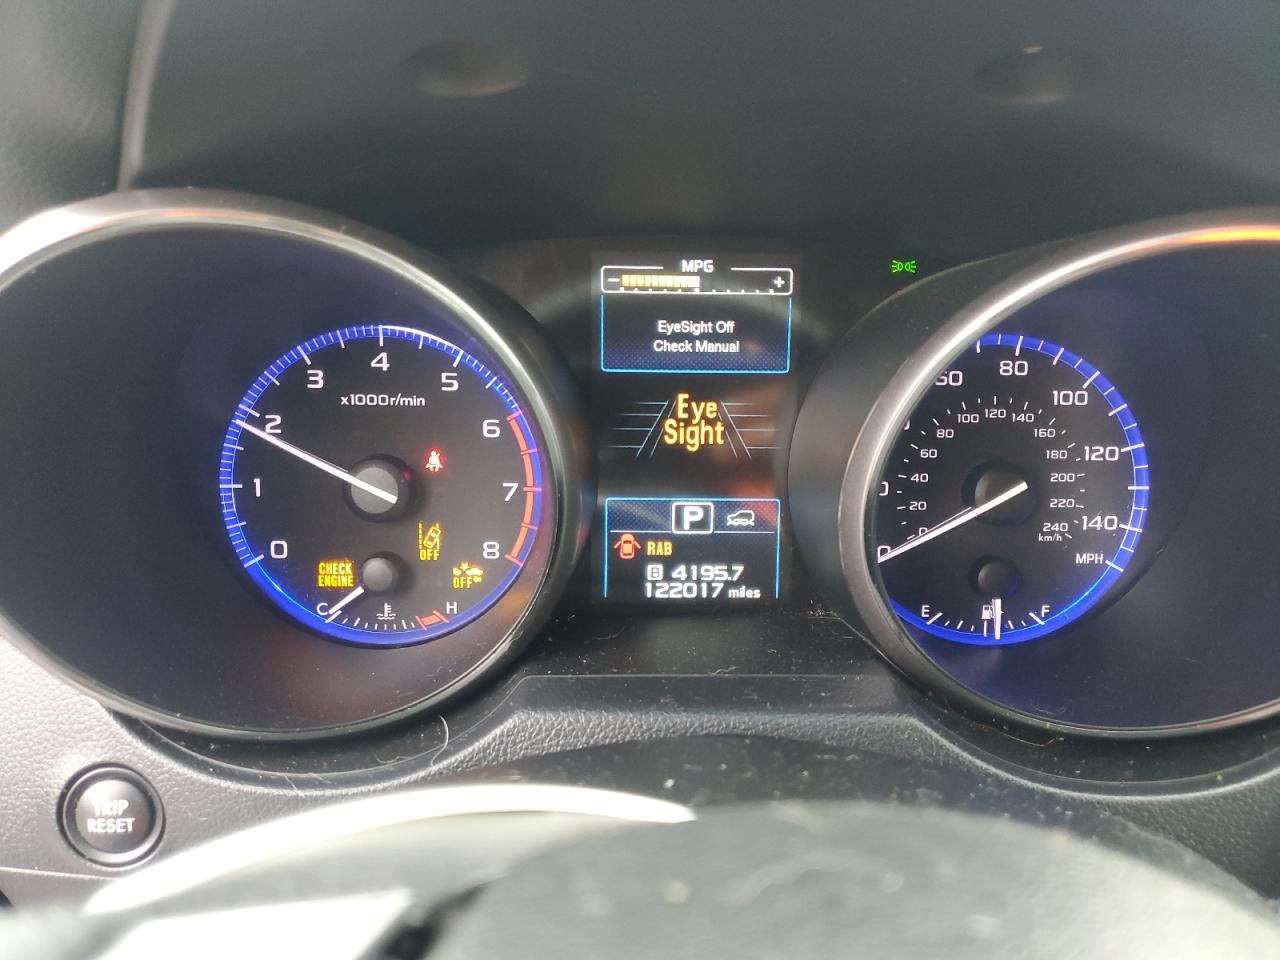 MPG
- +
EyeSight Off
Check Manual
Eye
Sight
P
RAB
B 4195.7
122017 miles
0 1 2 3 4 5 6 7 8
x1000r/min
OFF
CHECK
ENGINE
OFF
C H
80 100 120 140
MPH
0 20 40 60 80 100 120 140 160 180 200 220 240
km/h
E F
TRIP
RESET